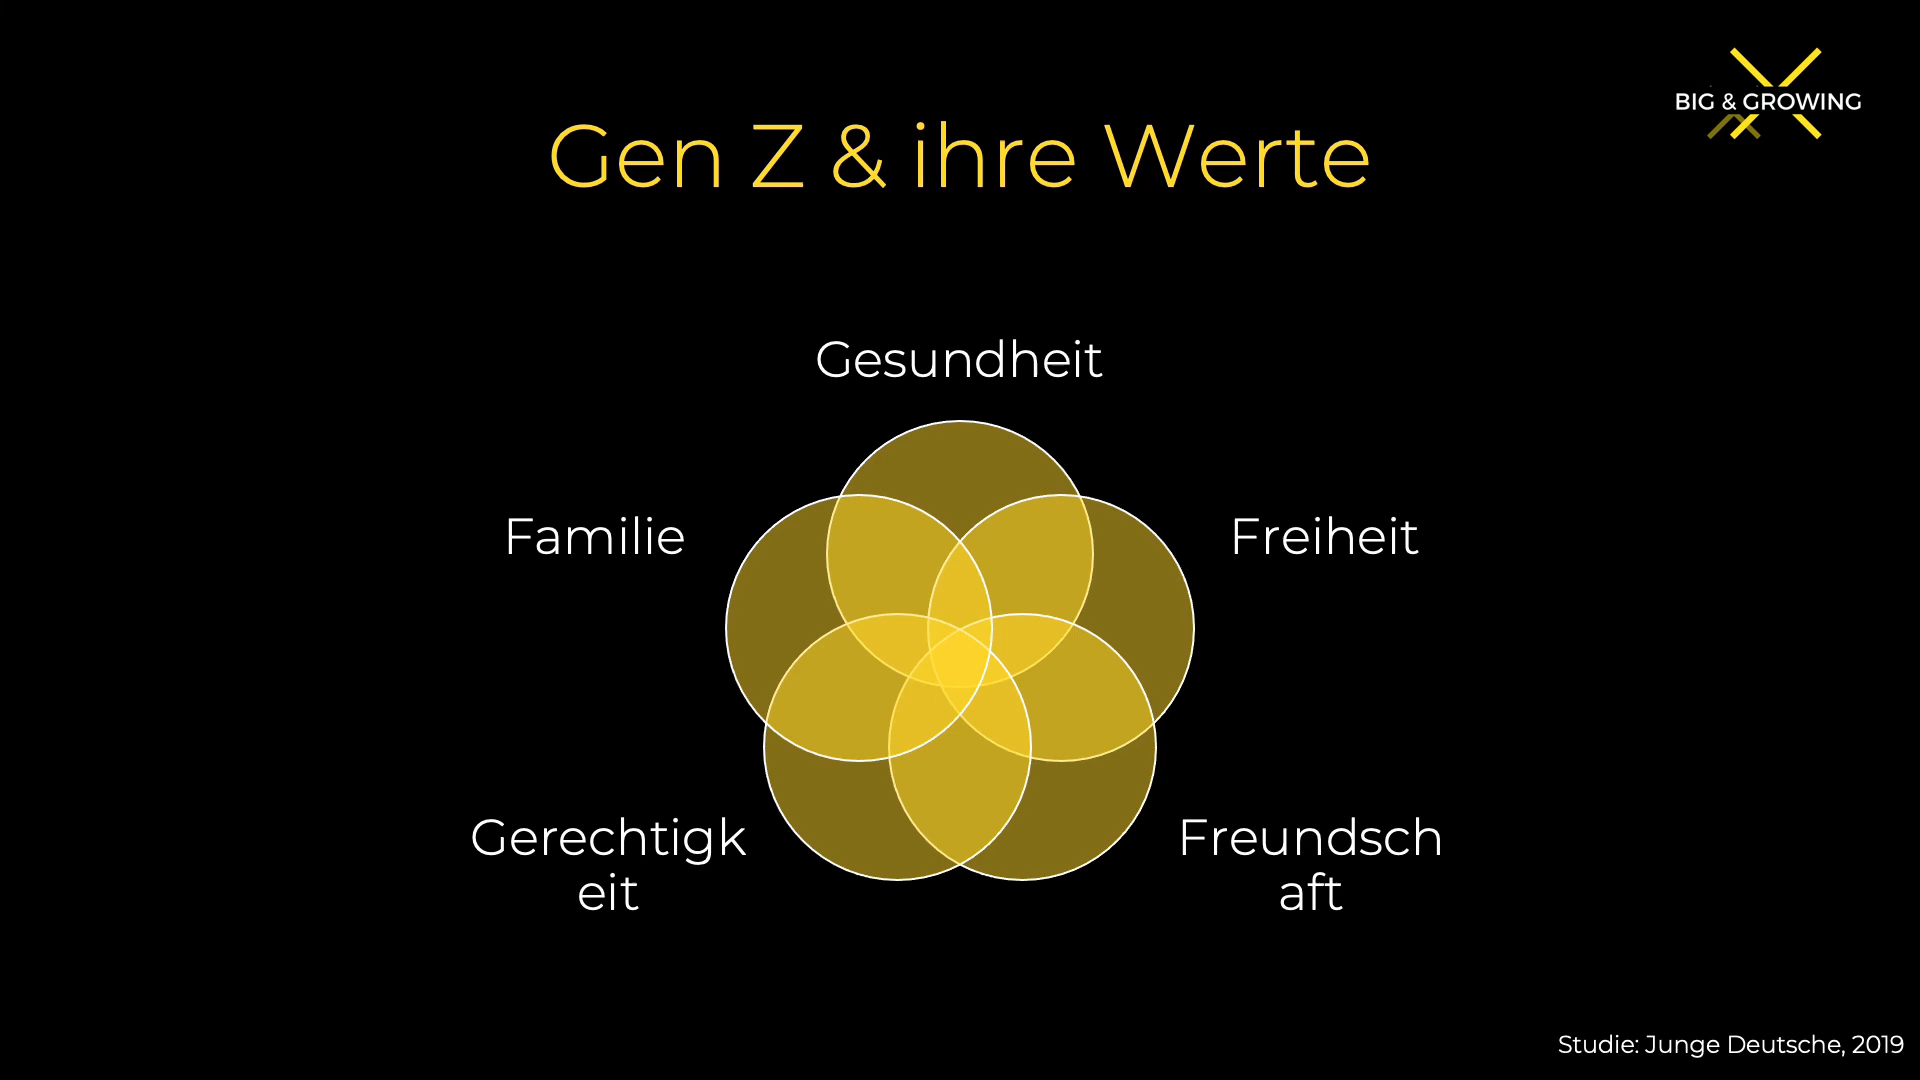 BIG & GROWING
Gen Z & ihre Werte
Gesundheit
Familie
Freiheit
Gerechtigk
eit
Freundsch
aft
Studie: Junge Deutsche, 2019